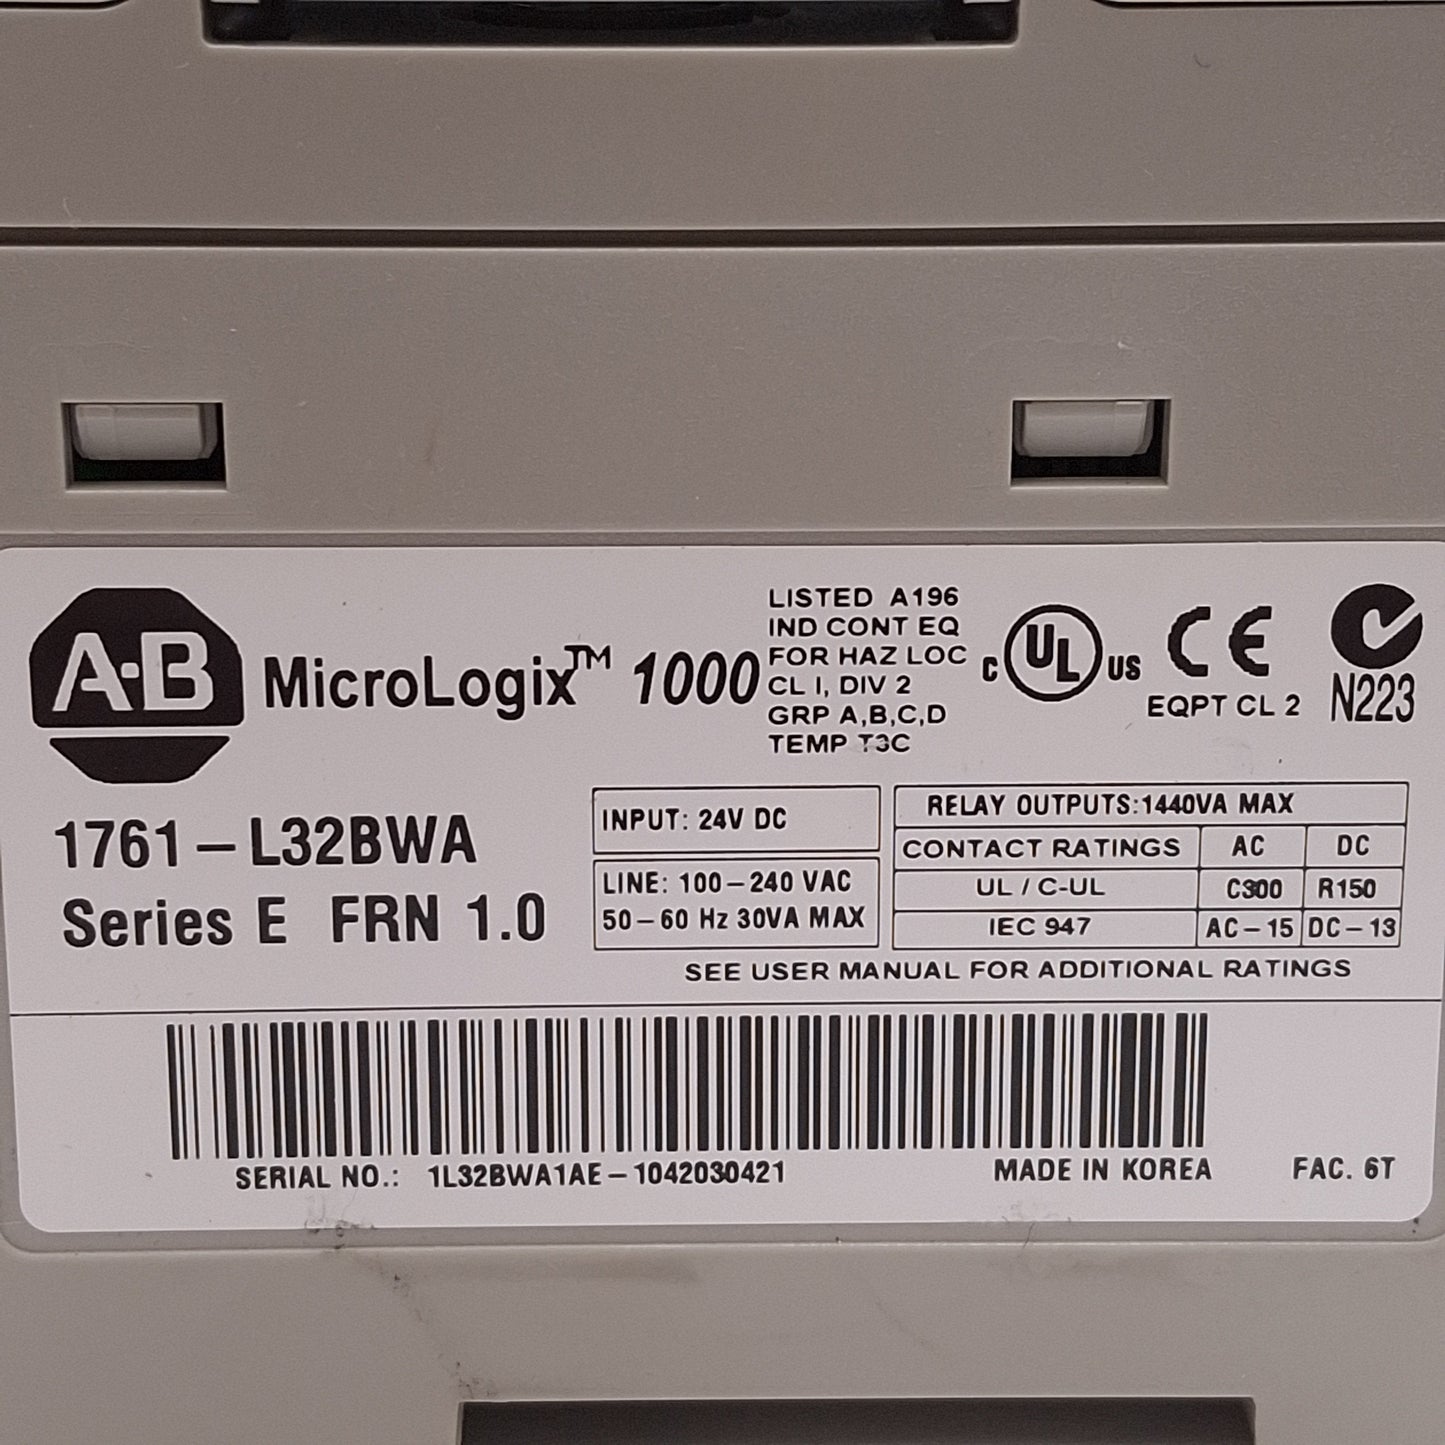 A·B
MicroLogix™ 1000
LISTED A196
IND CONT EQ
FOR HAZ LOC
CL I, DIV 2
GRP A,B,C,D
TEMP T3C
C UL US
CE
EQPT CL 2
N223
1761-L32BWA
Series E FRN 1.0
INPUT: 24V DC
LINE: 100-240 VAC
50-60 Hz 30VA MAX
RELAY OUTPUTS:1440VA MAX
CONTACT RATINGS AC DC
UL / C-UL C300 R150
IEC 947 AC-15 DC-13
SEE USER MANUAL FOR ADDITIONAL RATINGS
SERIAL NO.: 1L32BWA1AE-1042030421 MADE IN KOREA FAC. 6T